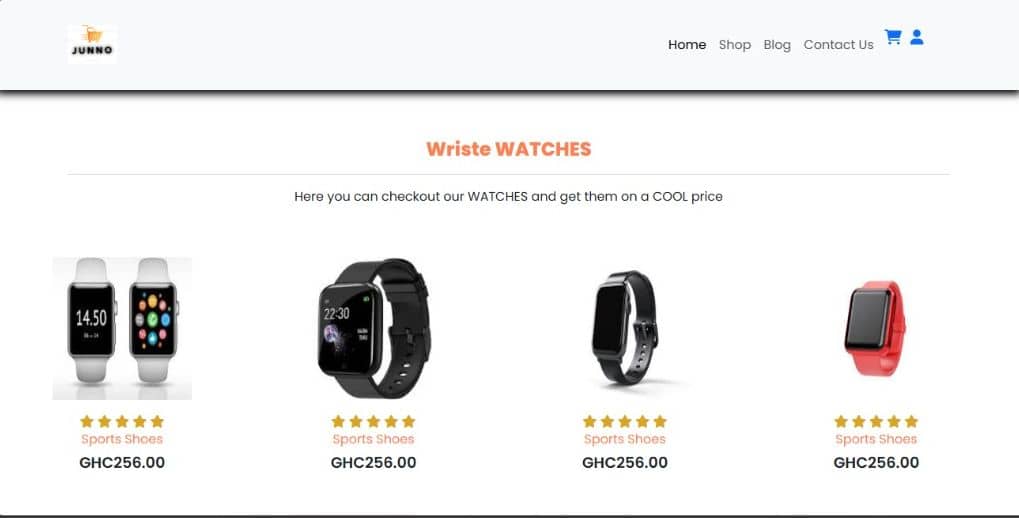 JUNNO
Home Shop Blog Contact Us
Wriste WATCHES
Here you can checkout our WATCHES and get them on a COOL price
14.50
22:30
Sports Shoes Sports Shoes Sports Shoes Sports Shoes
GHC256.00 GHC256.00 GHC256.00 GHC256.00